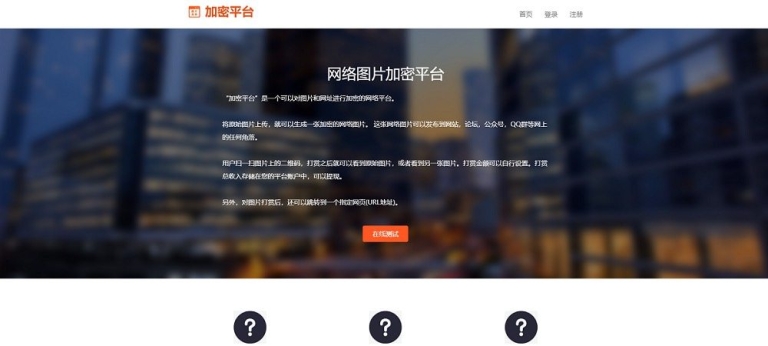 加密平台
首页 登录 注册
网络图片加密平台
“加密平台”是一个可以对图片和网址进行加密的网络平台。
将原始图片上传，就可以生成一张加密的网络图片。 这张网络图片可以发布到网站，论坛，公众号，QQ群等网上
的任何角落。
用户扫一扫图片上的二维码，打赏之后就可以看到原始图片，或者看到另一张图片。打赏金额可以自行设置。打赏
总收入存储在您的平台账户中，可以提现。
另外，对图片打赏后，还可以跳转到一个指定网页(URL地址)。
在线测试
? ? ?